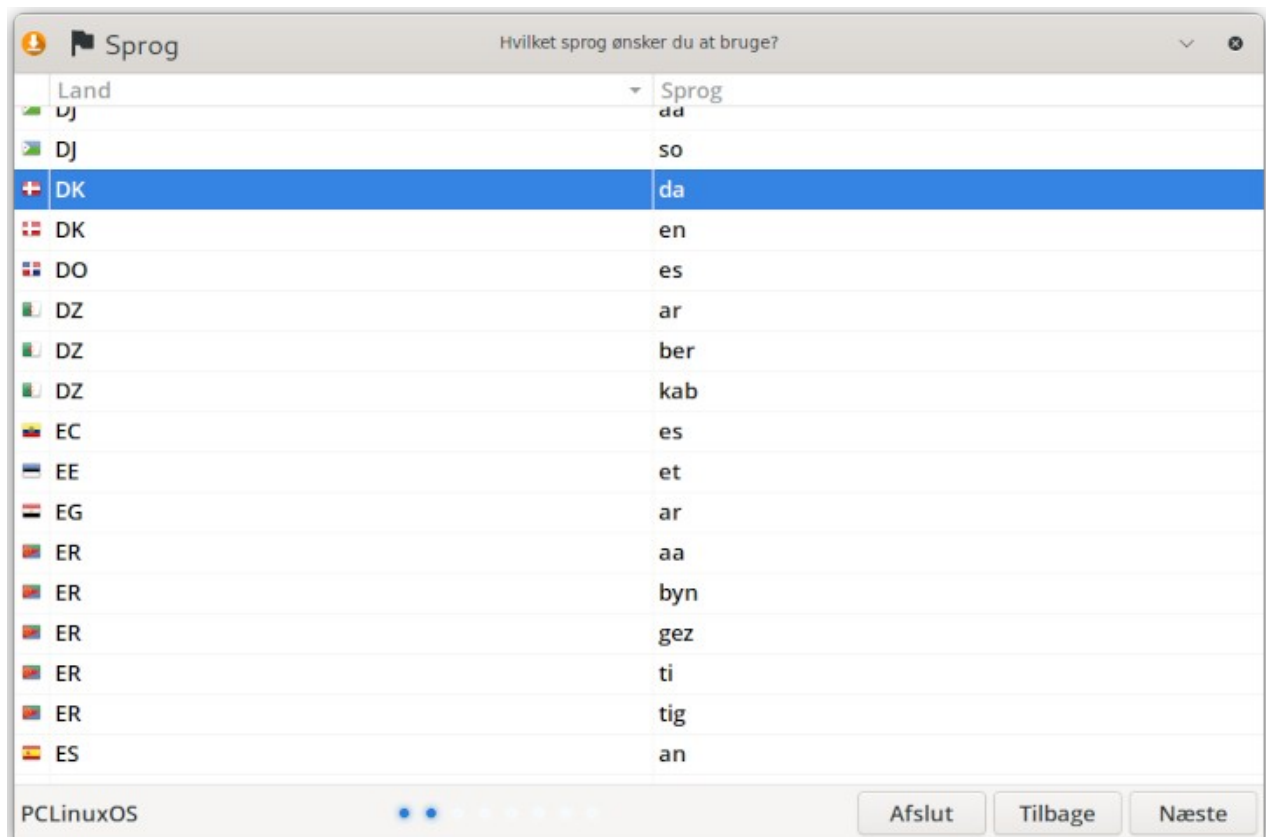 Sprog Hvilket sprog ønsker du at bruge?
Land Sprog
DJ aa
DJ so
DK da
DK en
DO es
DZ ar
DZ ber
DZ kab
EC es
EE et
EG ar
ER aa
ER byn
ER gez
ER ti
ER tig
ES an
PCLinuxOS Afslut Tilbage Næste